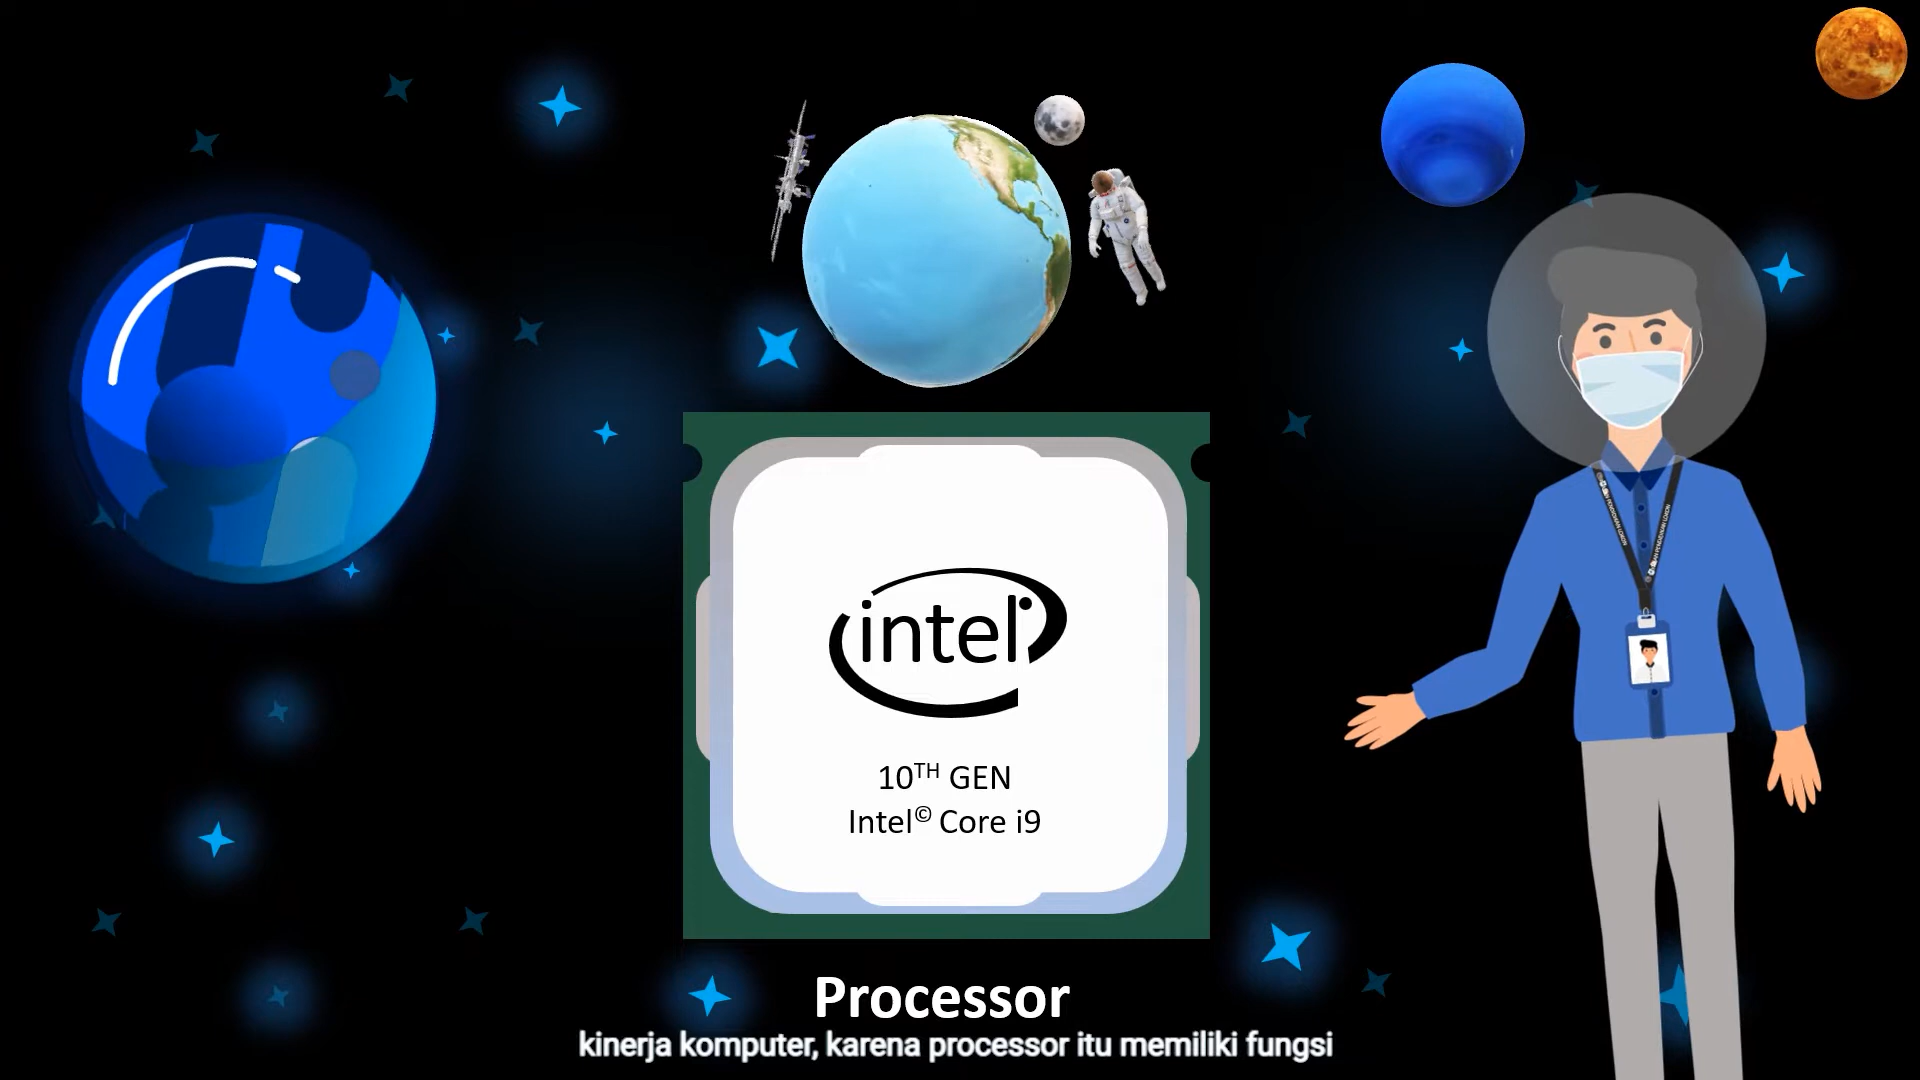 intel
10TH GEN
Intel© Core i9
Processor
kinerja komputer, karena processor itu memiliki fungsi